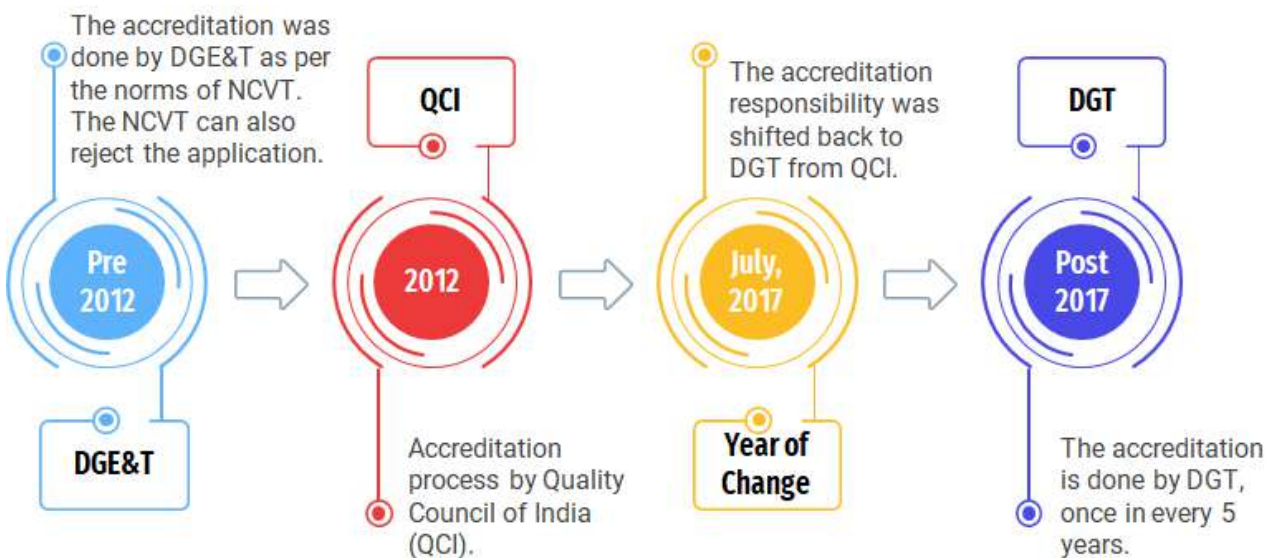 The accreditation was
done by DGE&T as per
the norms of NCVT.
The NCVT can also
reject the application.
Pre
2012
DGE&T
QCI
2012
Accreditation
process by Quality
Council of India
(QCI).
The accreditation
responsibility was
shifted back to
DGT from QCI.
July,
2017
Year of
Change
DGT
Post
2017
The accreditation
is done by DGT,
once in every 5
years.